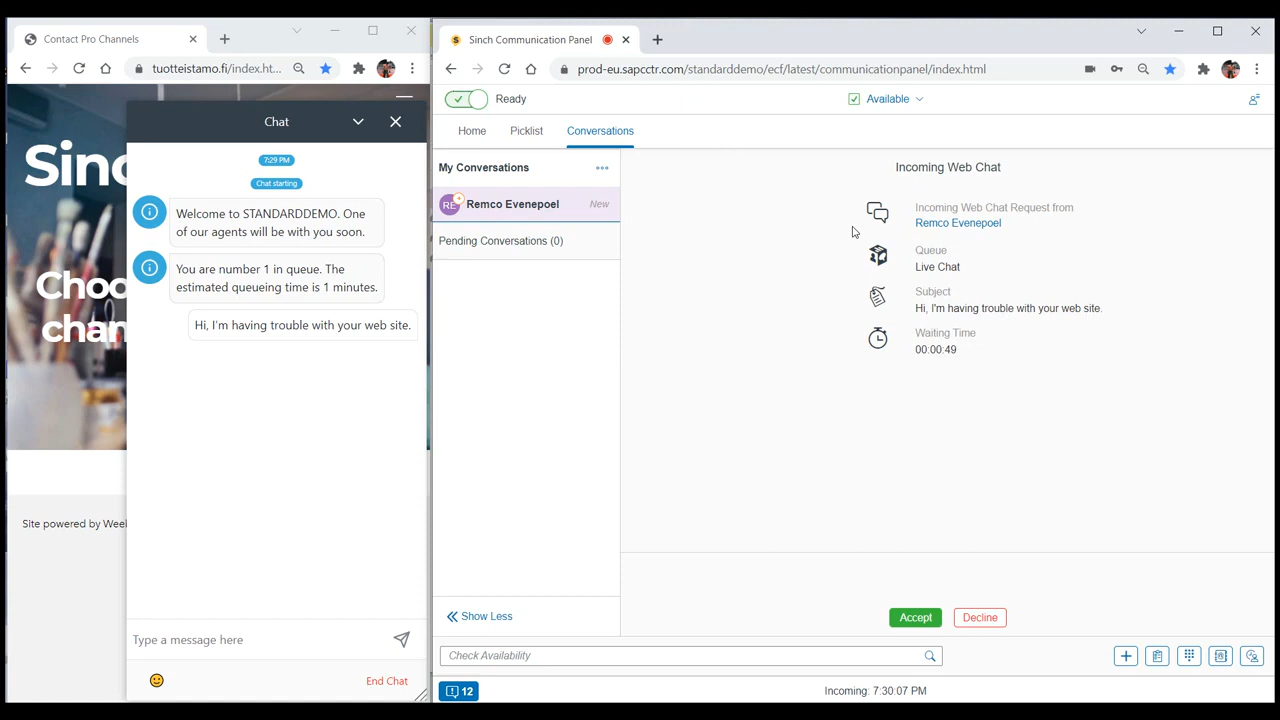 Contact Pro Channels
tuotteistamo.fi/index.ht...
Sinc
Choo
chan
Site powered by Weel
Chat
7:29 PM
Chat starting
Welcome to STANDARDDEMO. One
of our agents will be with you soon.
You are number 1 in queue. The
estimated queueing time is 1 minutes.
Hi, I'm having trouble with your web site.
Type a message here
End Chat
Sinch Communication Panel
prod-eu.sapcctr.com/standarddemo/ecf/latest/communicationpanel/index.html
Ready
Available
Home
Picklist
Conversations
My Conversations
RE
Remco Evenepoel
New
Pending Conversations (0)
Show Less
Incoming Web Chat
Incoming Web Chat Request from
Remco Evenepoel
Queue
Live Chat
Subject
Hi, I'm having trouble with your web site.
Waiting Time
00:00:49
Accept
Decline
Check Availability
12
Incoming: 7:30:07 PM